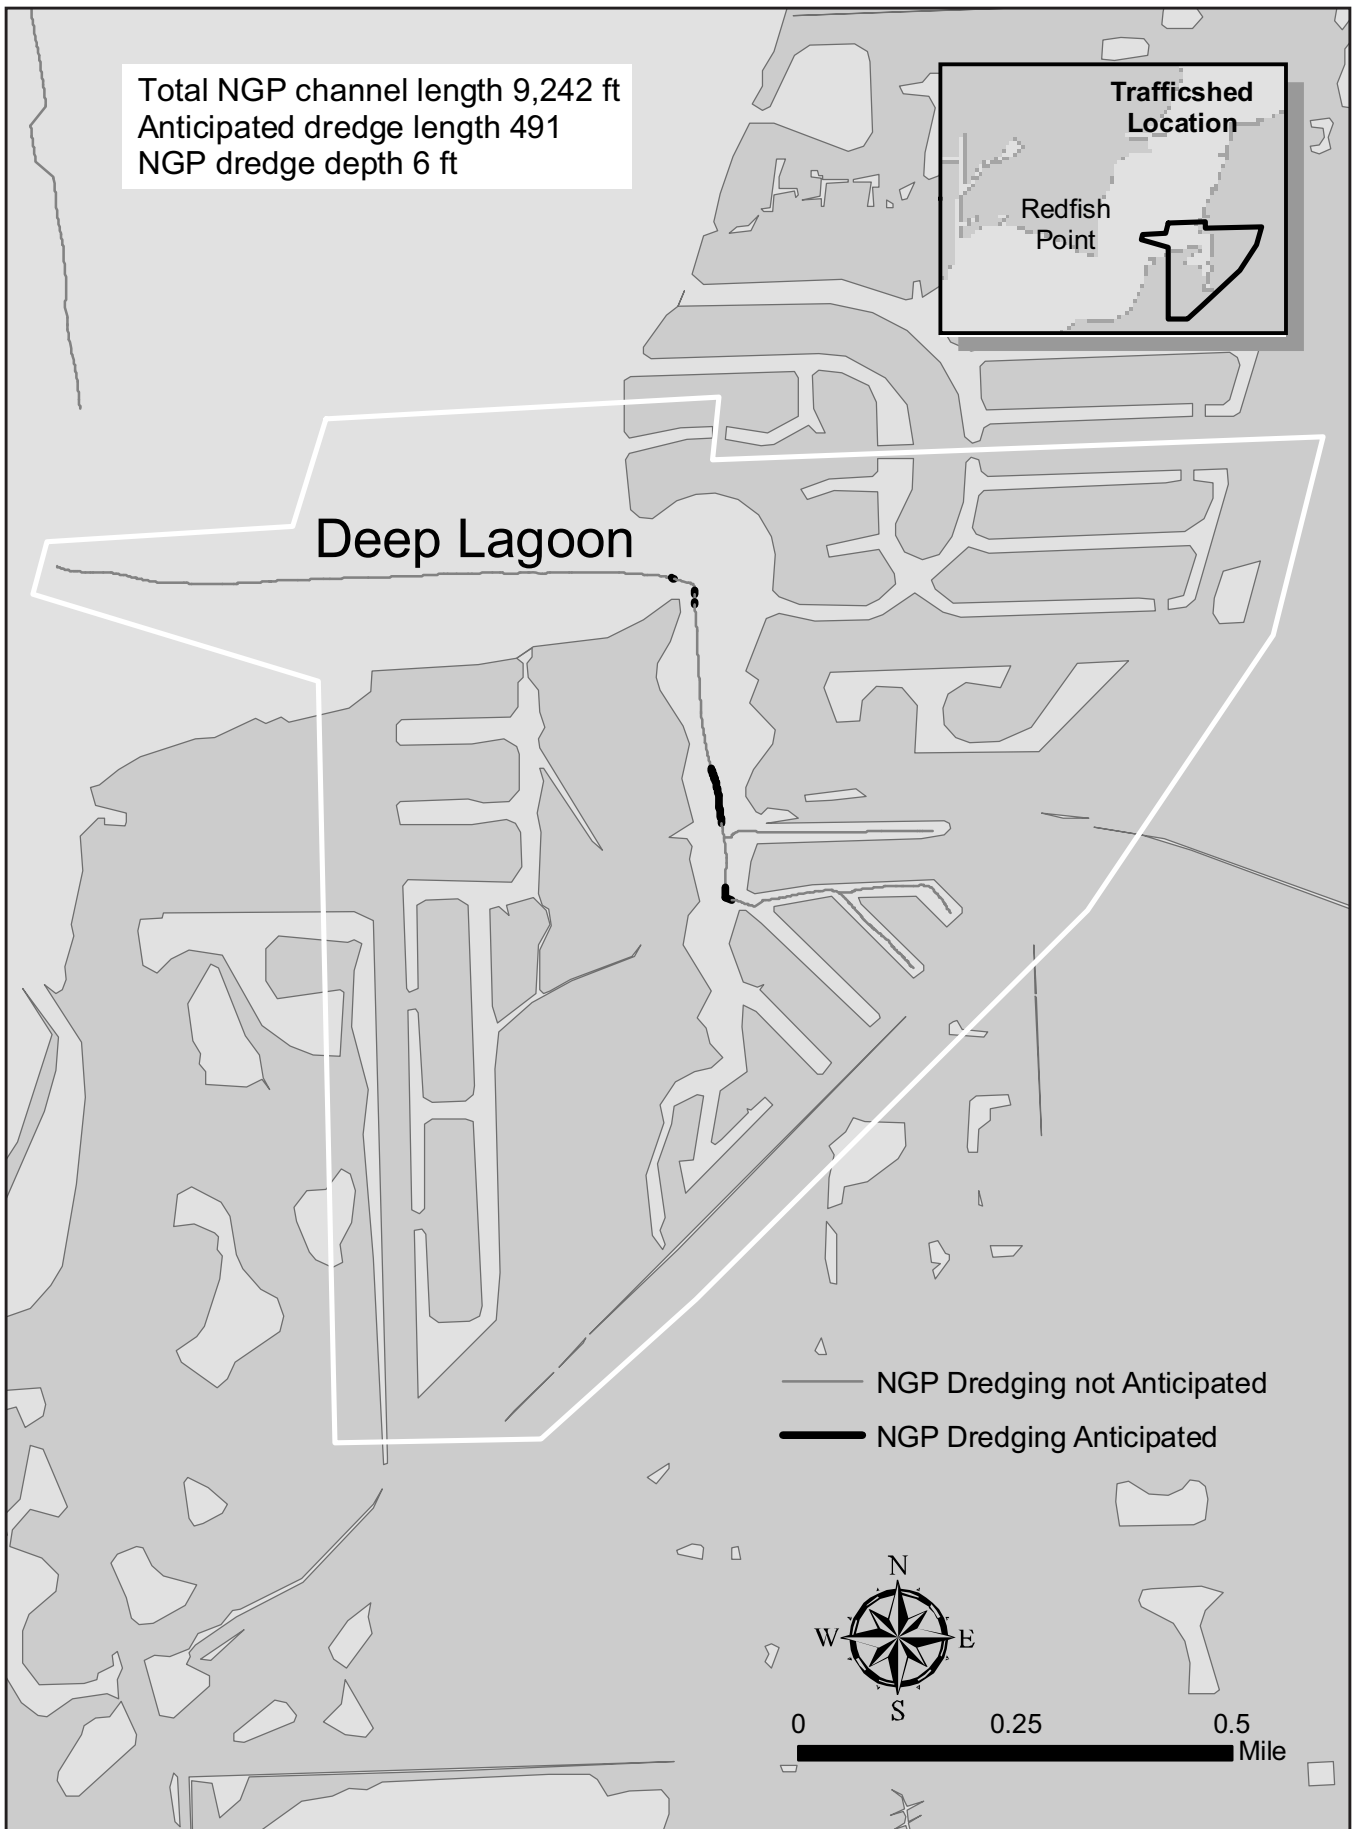 Total NGP channel length 9,242 ft
Anticipated dredge length 491
NGP dredge depth 6 ft
Trafficshed
Location
Redfish
Point
Deep Lagoon
NGP Dredging not Anticipated
NGP Dredging Anticipated
N
W
E
S
0
0.25
0.5
Mile